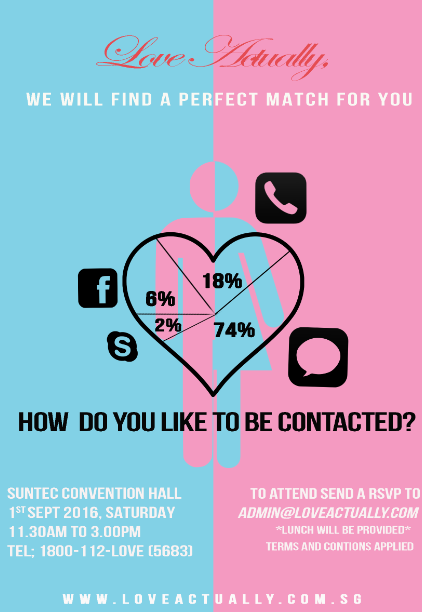 Love Actually,
WE WILL FIND A PERFECT MATCH FOR YOU
18%
f
6%
2%
74%
S
HOW DO YOU LIKE TO BE CONTACTED?
SUNTEC CONVENTION HALL
1ST SEPT 2016, SATURDAY
11.30AM TO 3.00PM
TEL; 1800-112-LOVE (5683)
TO ATTEND SEND A RSVP TO
ADMIN@LOVEACTUALLY.COM
*LUNCH WILL BE PROVIDED*
TERMS AND CONTIONS APPLIED
WWW.LOVEACTUALLY.COM.SG